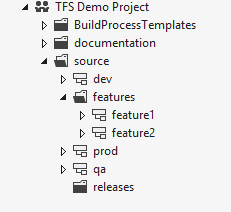 TFS Demo Project
BuildProcessTemplates
documentation
source
dev
features
feature1
feature2
prod
qa
releases